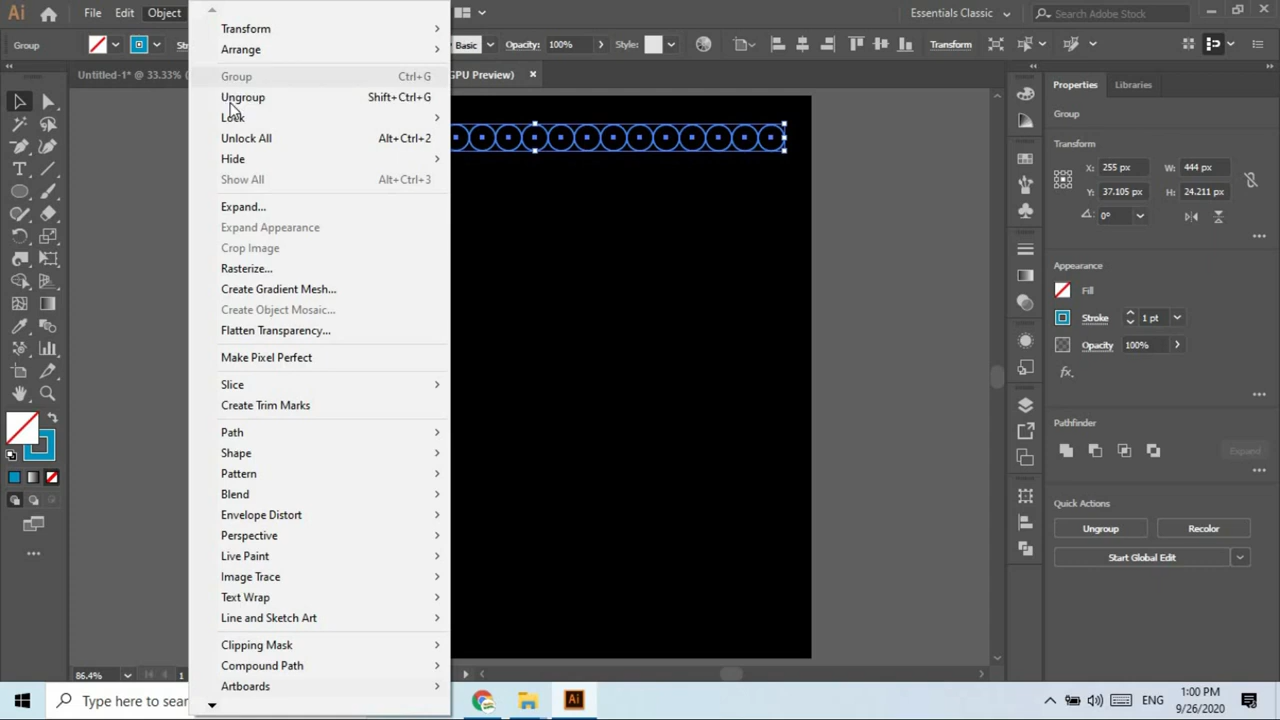 Ai File Edit Object Essentials Classic Search Adobe Stock
Group Basic Opacity: 100% Style: Transform
Untitled-1* @ 33.33% GPU Preview)
Transform
Arrange
Group Ctrl+G
Ungroup Shift+Ctrl+G
Lock
Unlock All Alt+Ctrl+2
Hide
Show All Alt+Ctrl+3
Expand...
Expand Appearance
Crop Image
Rasterize...
Create Gradient Mesh...
Create Object Mosaic...
Flatten Transparency...
Make Pixel Perfect
Slice
Create Trim Marks
Path
Shape
Pattern
Blend
Envelope Distort
Perspective
Live Paint
Image Trace
Text Wrap
Line and Sketch Art
Clipping Mask
Compound Path
Artboards
Properties Libraries
Group
Transform
X: 255 px W: 444 px
Y: 37.105 px H: 24.211 px
0°
Appearance
Fill
Stroke 1 pt
Opacity 100%
fx.
Pathfinder
Expand
Quick Actions
Ungroup Recolor
Start Global Edit
86.4% 1
Type here to sear
Ai
ENG
1:00 PM
9/26/2020